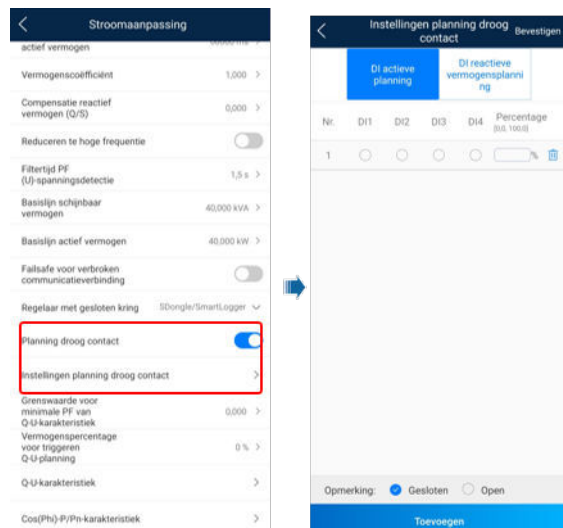 Stroomaanpassing
actief vermogen
Vermogenscoëfficiënt 1,000
Compensatie reactief
vermogen (Q/S) 0,000
Reduceren te hoge frequentie
Filtertijd PF
(U)-spanningsdetectie 1,5 s
Basislijn schijnbaar
vermogen 40,000 kVA
Basislijn actief vermogen 40,000 kW
Failsafe voor verbroken
communicatieverbinding
Regelaar met gesloten kring SDongle/SmartLogger
Planning droog contact
Instellingen planning droog contact
Grenswaarde voor
minimale PF van
Q-U-karakteristiek 0,000
Vermogenspercentage
voor triggeren
Q-U-planning 0 %
Q-U-karakteristiek
Cos(Phi)-P/Pn-karakteristiek
Instellingen planning droog
contact
Bevestigen
DI actieve
planning
DI reactieve
vermogensplanni
ng
Nr. DI1 DI2 DI3 DI4 Percentage
[0,0, 100,0]
1 %
Opmerking: Gesloten Open
Toevoegen